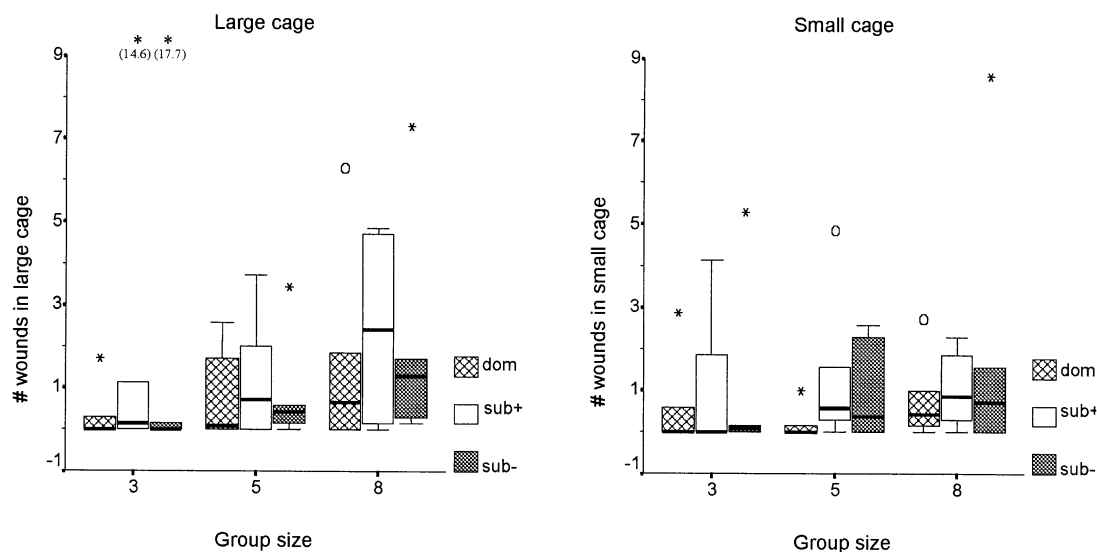 Large cage
* *
(14.6) (17.7)
9
7
5
3
1
-1
# wounds in large cage
*
*
O
*
3 5 8
Group size
dom
sub+
sub-
Small cage
9
7
5
3
1
-1
# wounds in small cage
*
*
O
*
O
*
3 5 8
Group size
dom
sub+
sub-